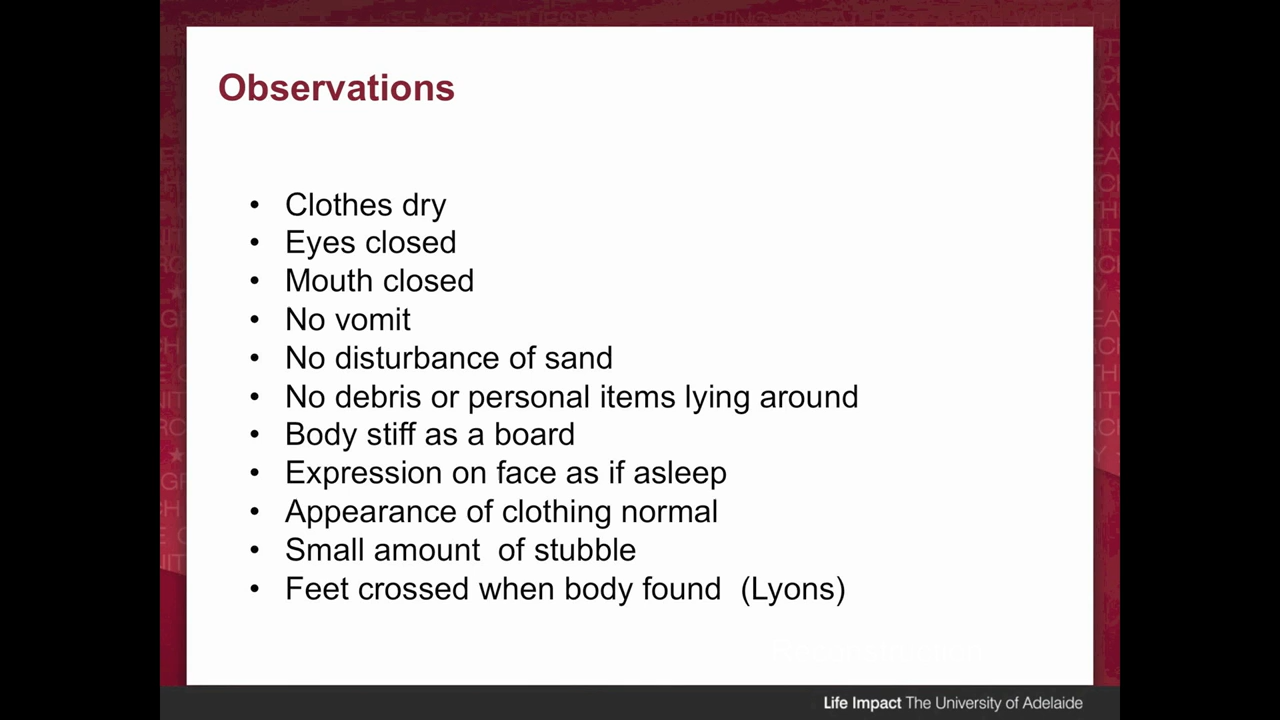 Observations
• Clothes dry
• Eyes closed
• Mouth closed
• No vomit
• No disturbance of sand
• No debris or personal items lying around
• Body stiff as a board
• Expression on face as if asleep
• Appearance of clothing normal
• Small amount  of stubble
• Feet crossed when body found  (Lyons)
Life Impact The University of Adelaide